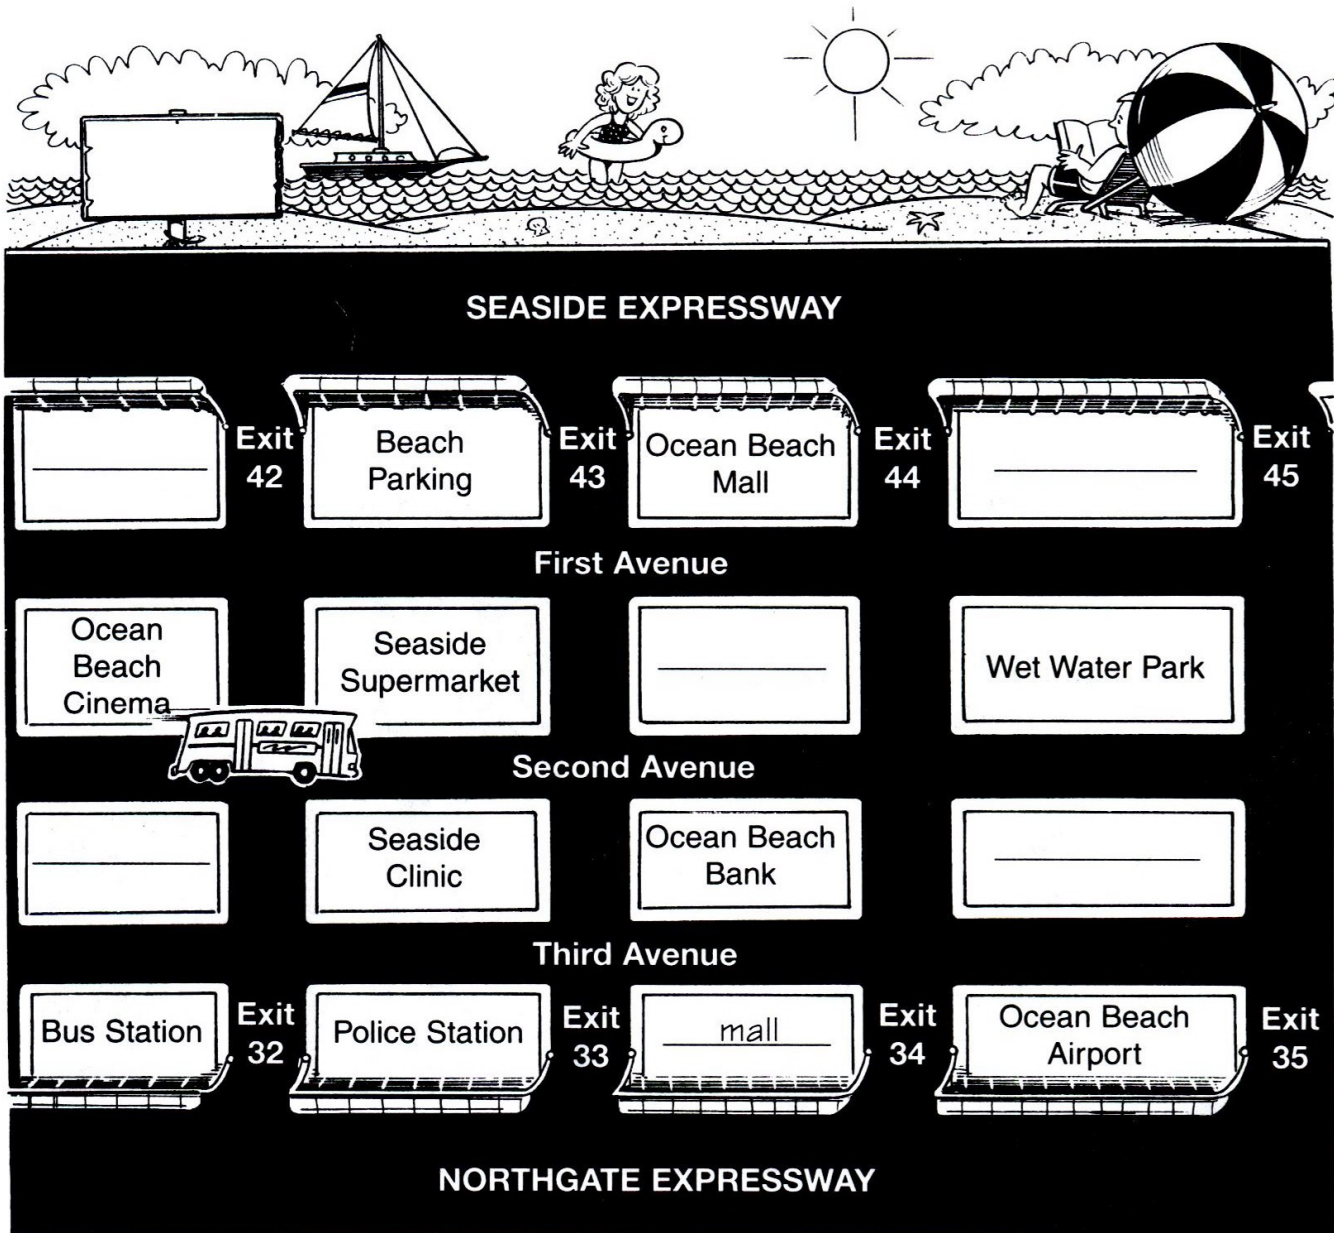 SEASIDE EXPRESSWAY
Exit
42
Beach
Parking
Exit
43
Ocean Beach
Mall
Exit
44
Exit
45
First Avenue
Ocean
Beach
Cinema
Seaside
Supermarket
Wet Water Park
Second Avenue
Seaside
Clinic
Ocean Beach
Bank
Third Avenue
Bus Station
Exit
32
Police Station
Exit
33
mall
Exit
34
Ocean Beach
Airport
Exit
35
NORTHGATE EXPRESSWAY